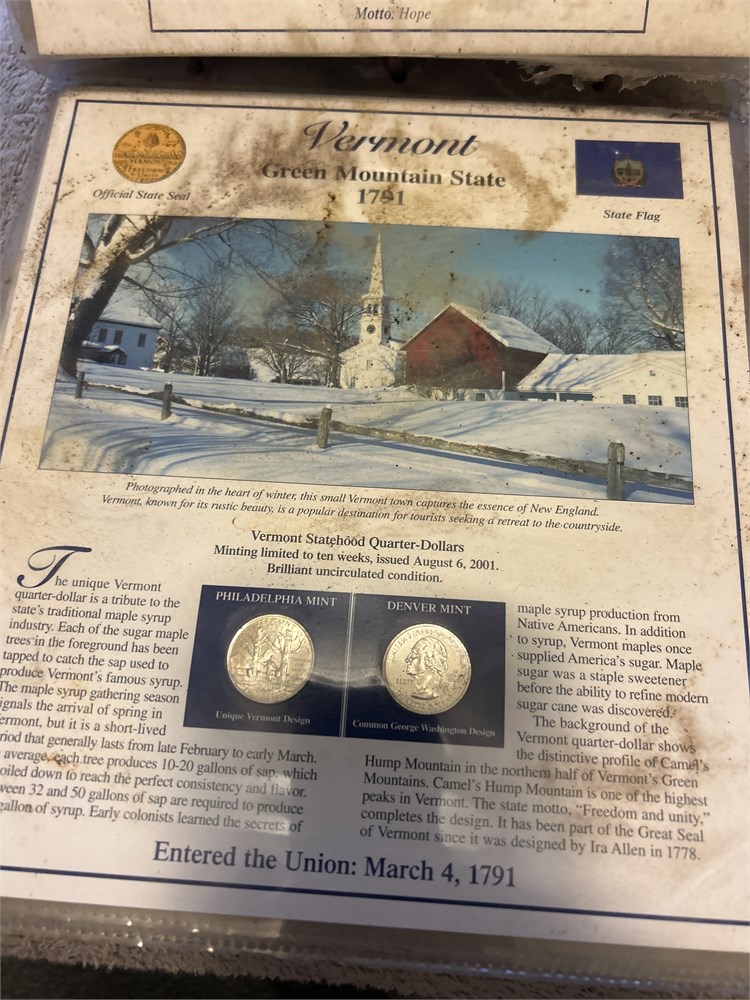 Motto: Hope
Vermont
Green Mountain State
1791
Official State Seal
State Flag
Photographed in the heart of winter, this small Vermont town captures the essence of New England.
Vermont, known for its rustic beauty, is a popular destination for tourists seeking a retreat to the countryside.
Vermont Statehood Quarter-Dollars
Minting limited to ten weeks, issued August 6, 2001.
Brilliant uncirculated condition.
The unique Vermont
quarter-dollar is a tribute to the
state's traditional maple syrup
industry. Each of the sugar maple
trees in the foreground has been
tapped to catch the sap used to
produce Vermont's famous syrup.
The maple syrup gathering season
ignals the arrival of spring in
ermont, but it is a short-lived
riod that generally lasts from late February to early March.
average, each tree produces 10-20 gallons of sap, which
oiled down to reach the perfect consistency and flavor.
ween 32 and 50 gallons of sap are required to produce
gallon of syrup. Early colonists learned the secrets of
PHILADELPHIA MINT
Unique Vermont Design
DENVER MINT
Common George Washington Design
maple syrup production from
Native Americans. In addition
to syrup, Vermont maples once
supplied America's sugar. Maple
sugar was a staple sweetener
before the ability to refine modern
sugar cane was discovered.
The background of the
Vermont quarter-dollar shows
the distinctive profile of Camel's
Hump Mountain in the northern half of Vermont's Green
Mountains. Camel's Hump Mountain is one of the highest
peaks in Vermont. The state motto, "Freedom and unity,"
completes the design. It has been part of the Great Seal
of Vermont since it was designed by Ira Allen in 1778.
Entered the Union: March 4, 1791